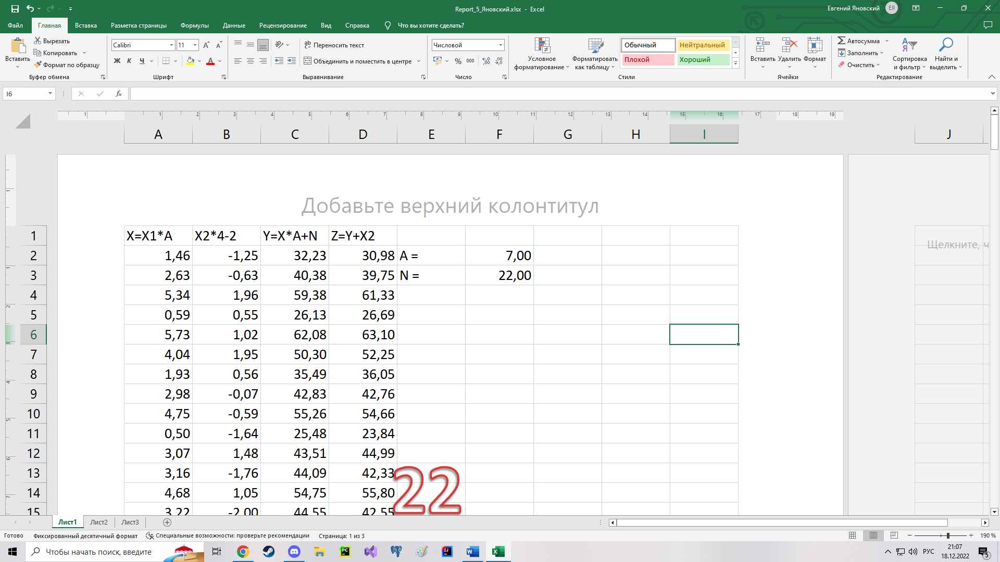 Report_5_Яновский.xlsx - Excel
Евгений Яновский ЕЯ
Файл Главная Вставка Разметка страницы Формулы Данные Рецензирование Вид Справка Что вы хотите сделать?
Вставить
Вырезать
Копировать
Формат по образцу
Буфер обмена
Calibri 11
Ж К Ч
Шрифт
Переносить текст
Объединить и поместить в центре
Выравнивание
Числовой
% 000
Число
Условное форматирование
Форматировать как таблицу
Обычный Нейтральный
Плохой Хороший
Стили
Вставить Удалить Формат
Ячейки
Автосумма
Заполнить
Очистить
Сортировка и фильтр
Найти и выделить
Редактирование
I6
fx
1 1 2 3 4 5 6 7 8 9 10 11 12 13 14 15 16 17 18 19
A B C D E F G H I J
Добавьте верхний колонтитул
1 X=X1*A X2*4-2 Y=X*A+N Z=Y+X2
Щелкните, ч
2 1,46 -1,25 32,23 30,98 A = 7,00
3 2,63 -0,63 40,38 39,75 N = 22,00
4 5,34 1,96 59,38 61,33
5 0,59 0,55 26,13 26,69
6 5,73 1,02 62,08 63,10
7 4,04 1,95 50,30 52,25
8 1,93 0,56 35,49 36,05
9 2,98 -0,07 42,83 42,76
10 4,75 -0,59 55,26 54,66
11 0,50 -1,64 25,48 23,84
12 3,07 1,48 43,51 44,99
13 3,16 -1,76 44,09 42,33
14 4,68 1,05 54,75 55,80
15 3,22 -2,00 44,55 42,55
22
Лист1 Лист2 Лист3
Готово Фиксированный десятичный формат Специальные возможности: проверьте рекомендации Страница: 1 из 3
190 %
Чтобы начать поиск, введите
РУС
21:07
18.12.2022
5